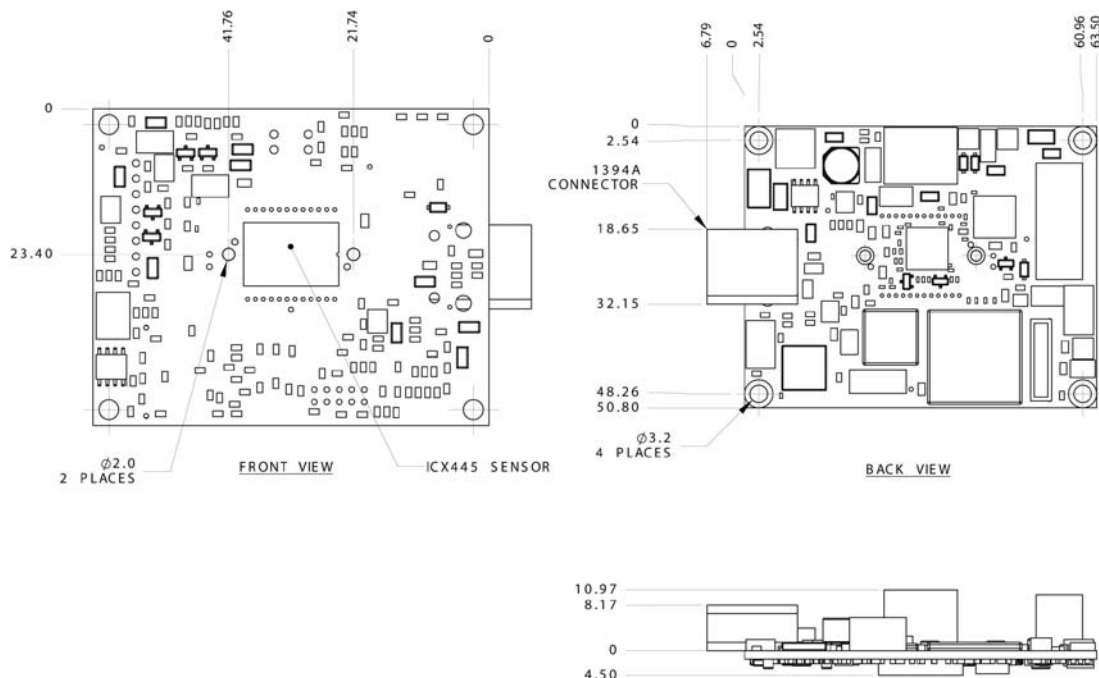 41.76
21.74
0
0
23.40
Ø2.0
2 PLACES
FRONT VIEW
ICX445 SENSOR
6.79
0
2.54
60.96
63.50
0
2.54
1394A
CONNECTOR
18.65
32.15
48.26
50.80
Ø3.2
4 PLACES
BACK VIEW
10.97
8.17
0
4.50